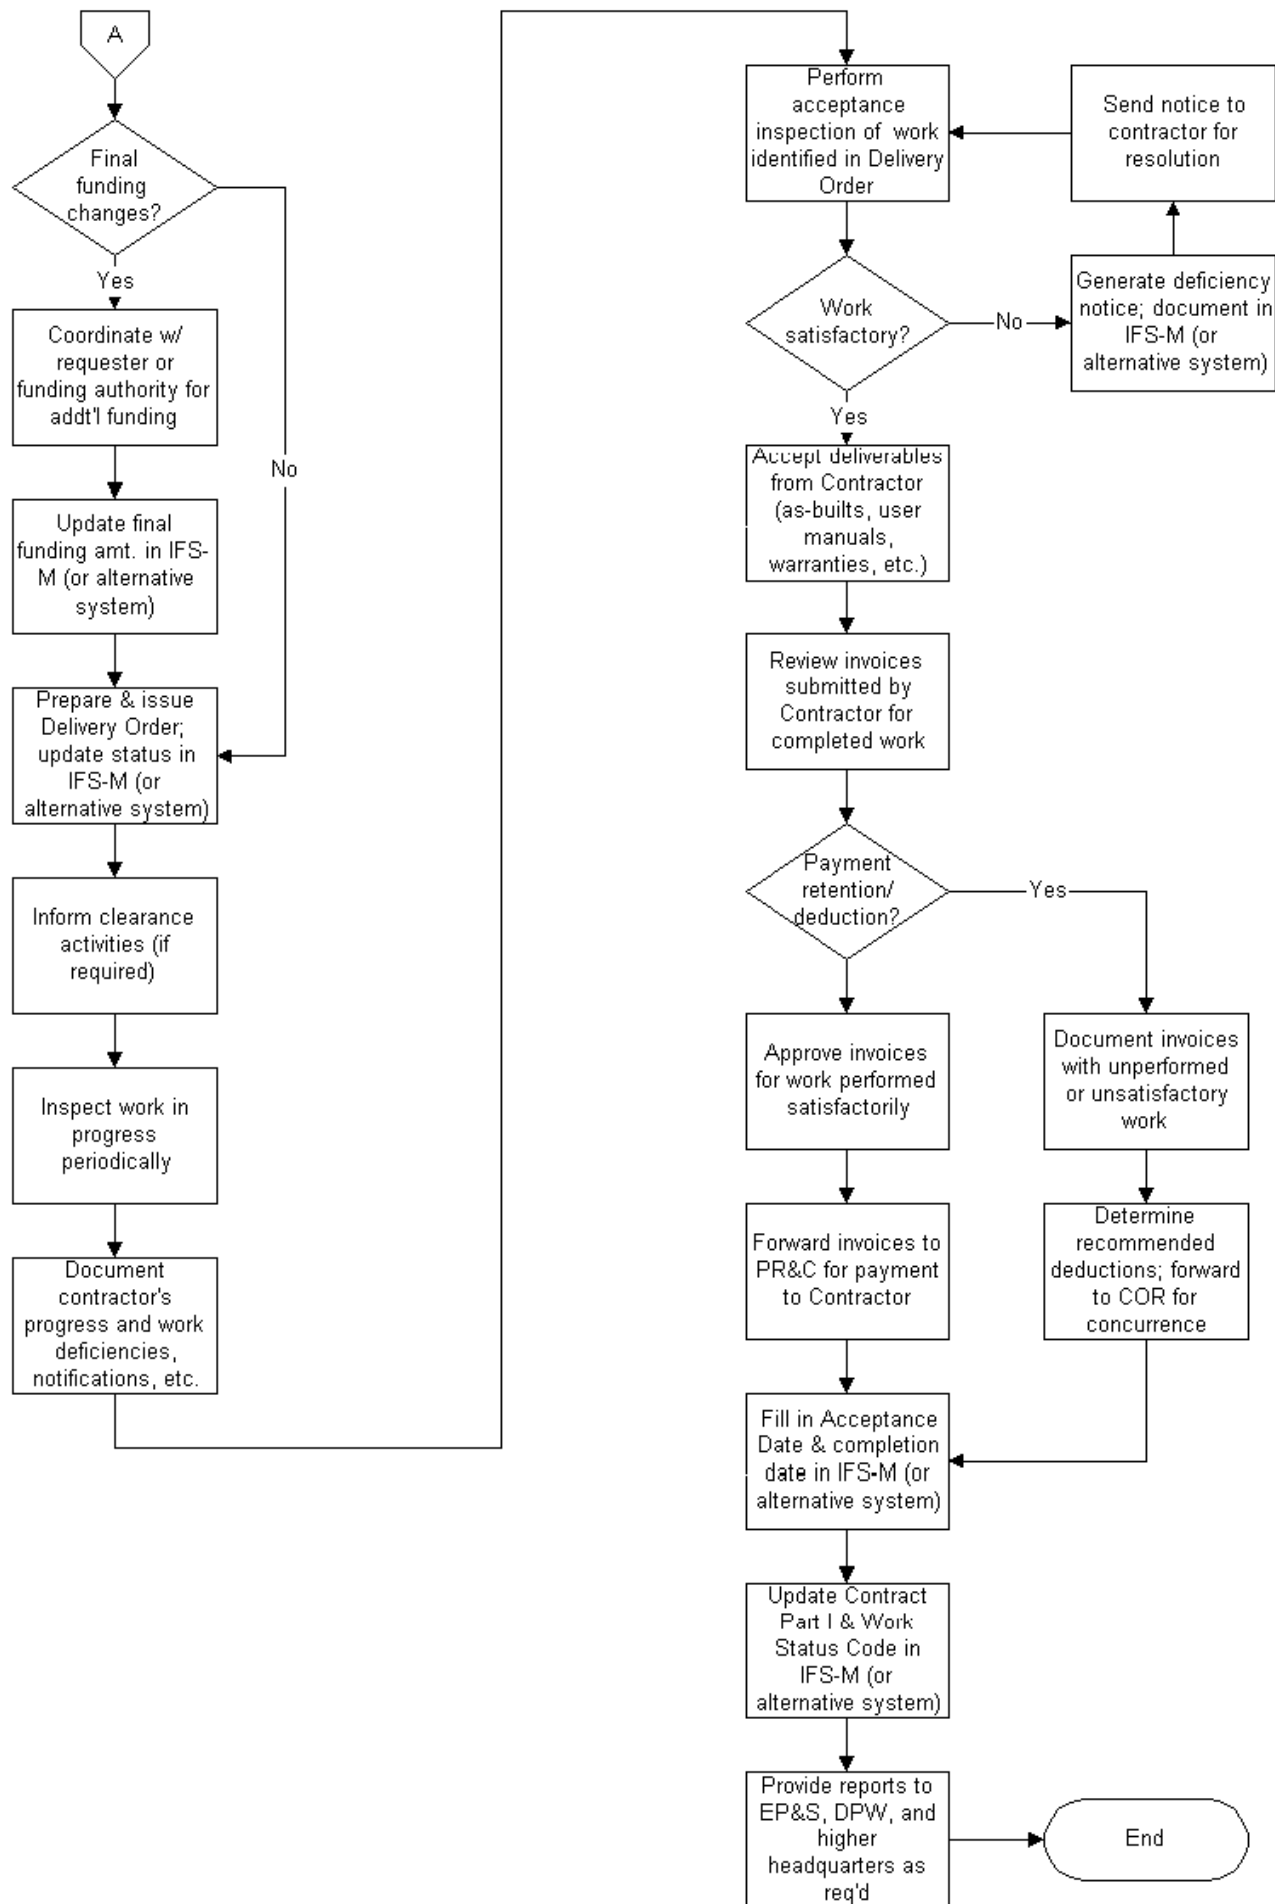 A
Final
funding
changes?
Yes
Coordinate w/
requester or
funding authority for
addt'l funding
No
Update final
funding amt. in IFS-
M (or alternative
system)
Prepare & issue
Delivery Order;
update status in
IFS-M (or
alternative system)
Inform clearance
activities (if
required)
Inspect work in
progress
periodically
Document
contractor's
progress and work
deficiencies,
notifications, etc.
Perform
acceptance
inspection of work
identified in Delivery
Order
Send notice to
contractor for
resolution
Work
satisfactory?
No
Generate deficiency
notice; document in
IFS-M (or
alternative system)
Yes
Accept deliverables
from Contractor
(as-builts, user
manuals,
warranties, etc.)
Review invoices
submitted by
Contractor for
completed work
Payment
retention/
deduction?
Yes
Approve invoices
for work performed
satisfactorily
Document invoices
with unperformed
or unsatisfactory
work
Forward invoices to
PR&C for payment
to Contractor
Determine
recommended
deductions; forward
to COR for
concurrence
Fill in Acceptance
Date & completion
date in IFS-M (or
alternative system)
Update Contract
Part I & Work
Status Code in
IFS-M (or
alternative system)
Provide reports to
EP&S, DPW, and
higher
headquarters as
req'd
End